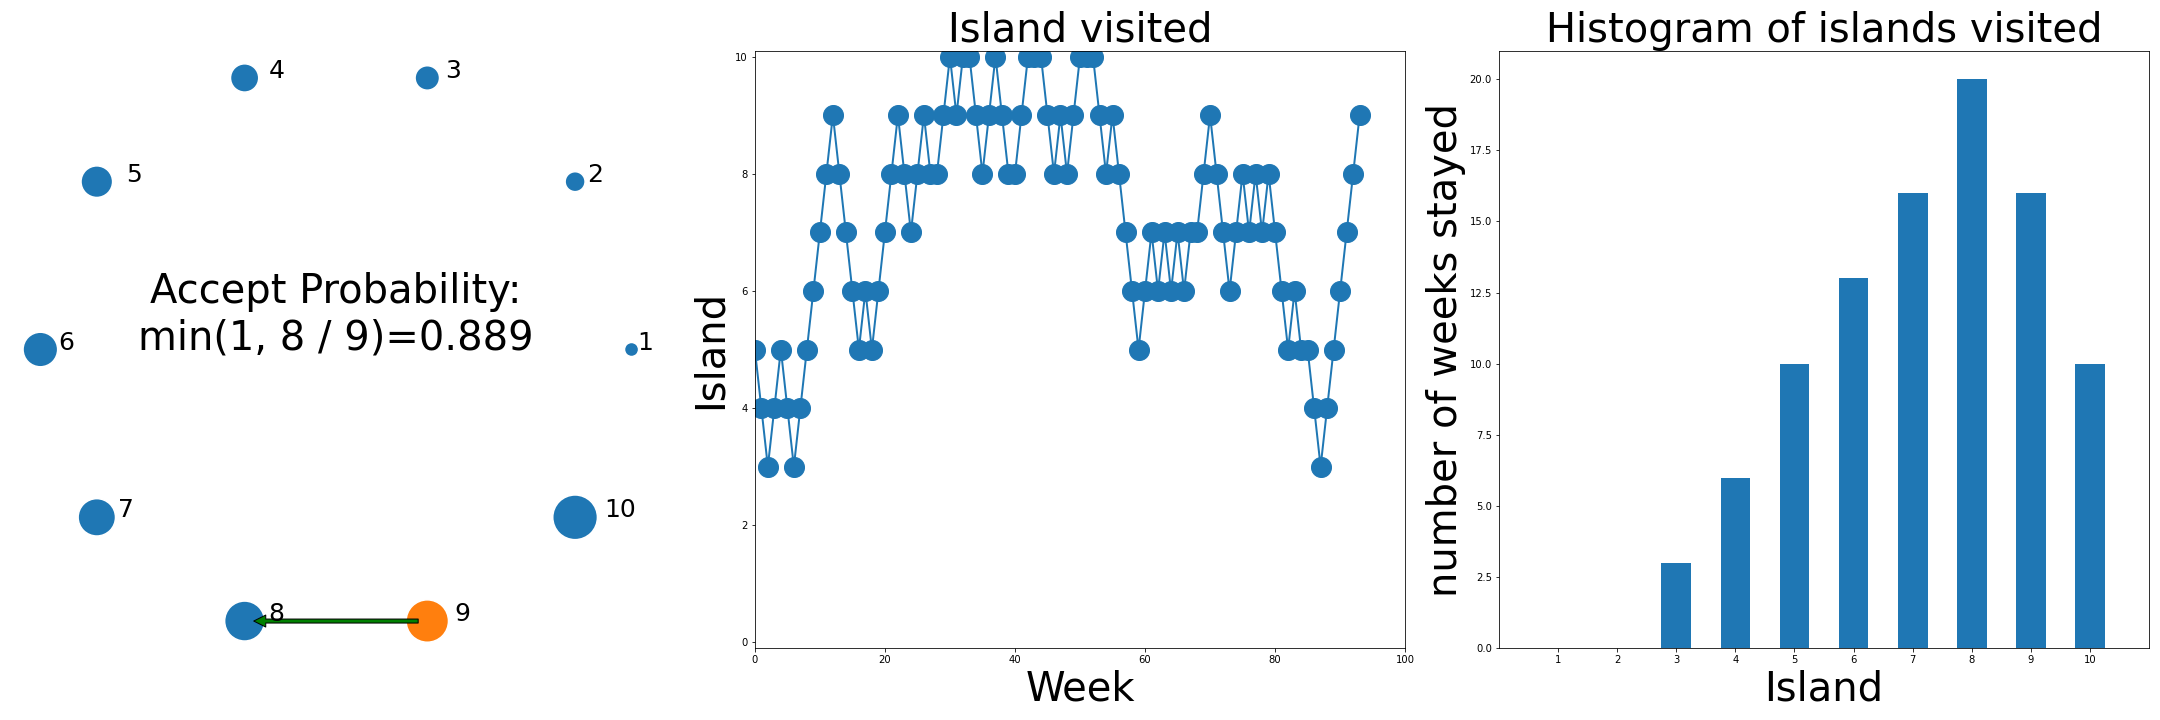 4
3
5
2
Accept Probability:
min(1, 8 / 9)=0.889
6
1
7
10
8
9
Island visited
Island
10
8
6
4
2
0
0 20 40 60 80 100
Week
Histogram of islands visited
number of weeks stayed
20.0
17.5
15.0
12.5
10.0
7.5
5.0
2.5
0.0
1 2 3 4 5 6 7 8 9 10
Island